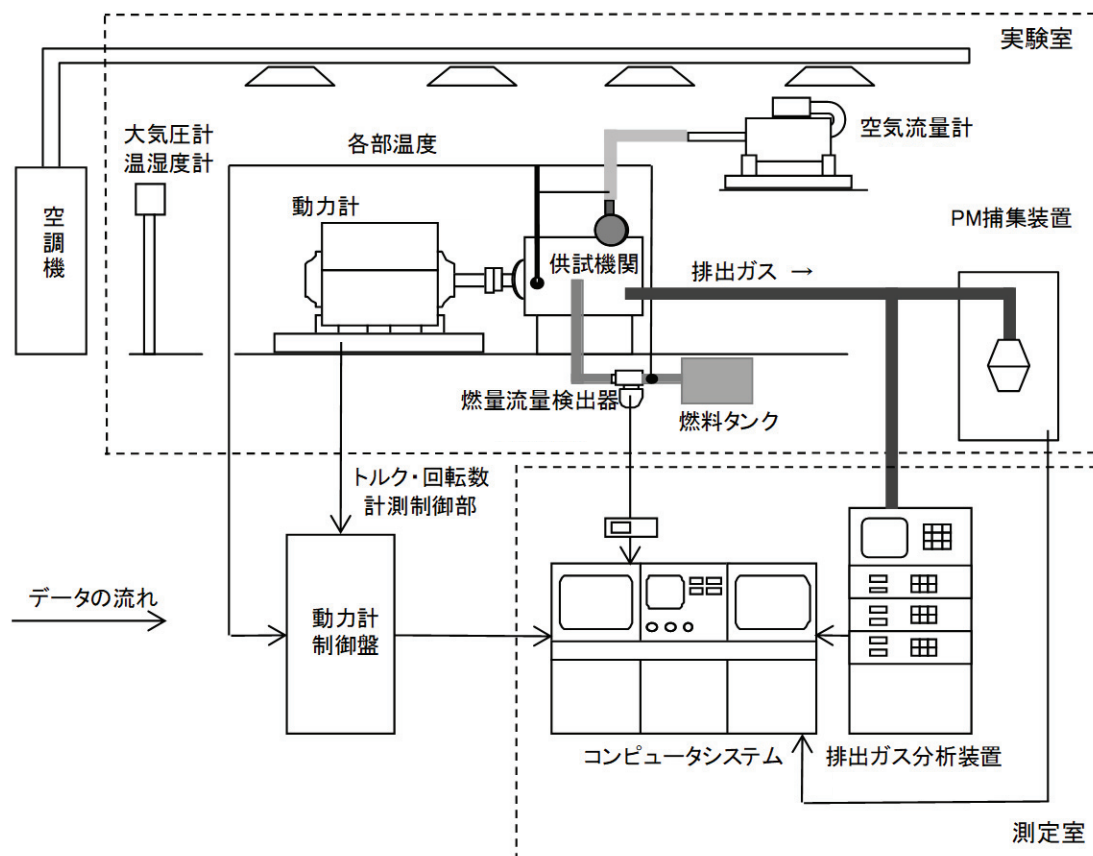 実験室
大気圧計
温湿度計
各部温度
空気流量計
空調機
動力計
PM捕集装置
供試機関
排出ガス →
燃量流量検出器
燃料タンク
トルク・回転数
計測制御部
データの流れ
動力計
制御盤
コンピュータシステム
排出ガス分析装置
測定室